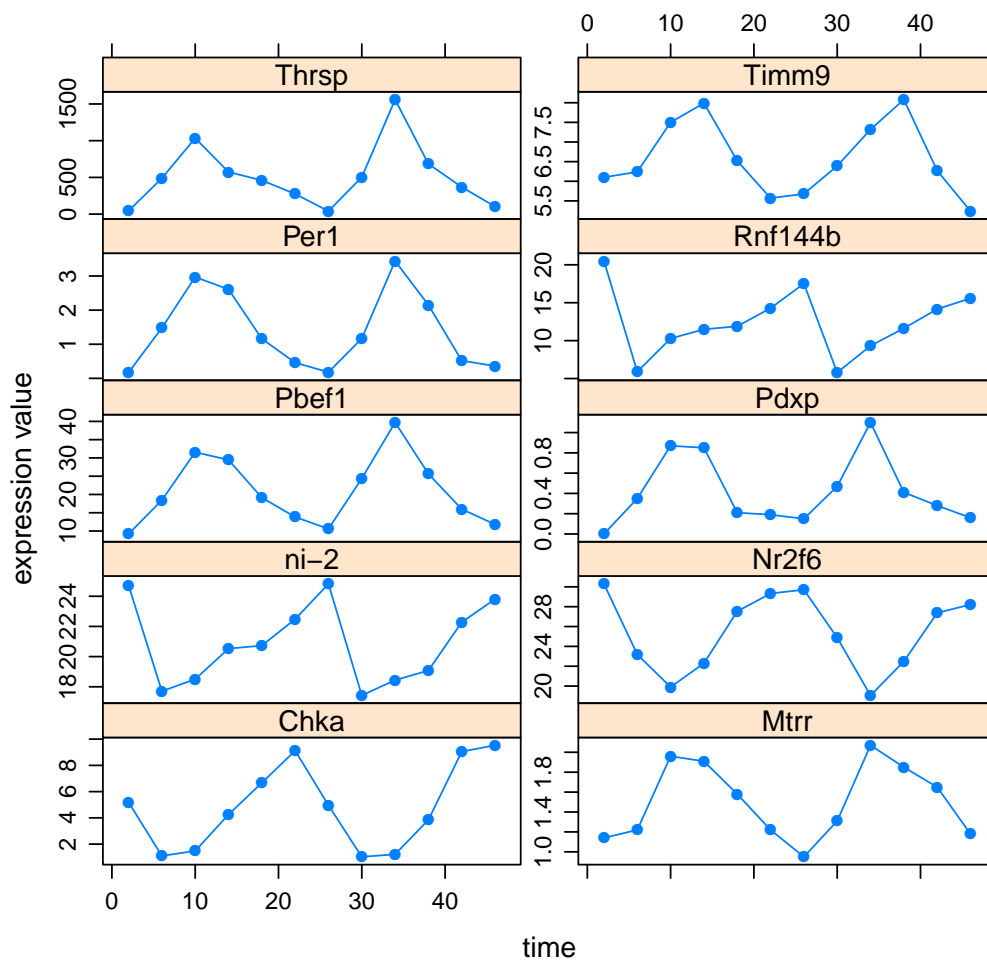 0 10 20 30 40
Thrsp
Timm9
0 500 1500
5.5 6.5 7.5
Per1
Rnf144b
1 2 3
10 15 20
Pbef1
Pdxp
10 20 30 40
0.0 0.4 0.8
ni−2
Nr2f6
18 20 22 24
20 24 28
Chka
Mtrr
2 4 6 8
1.0 1.4 1.8
0 10 20 30 40
expression value
time